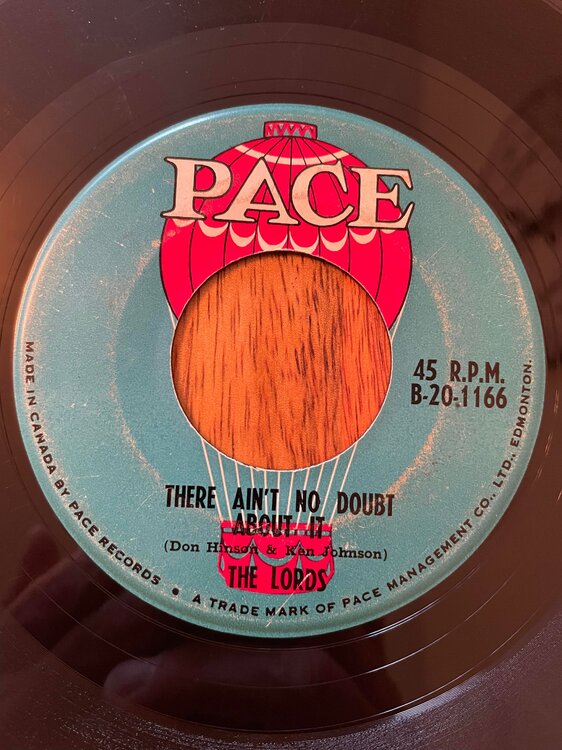 PACE
45 R.P.M.
B-20-1166
THERE AIN'T NO DOUBT
ABOUT IT
(Don Hinson & Ken Johnson)
THE LORDS
MADE IN CANADA BY PACE RECORDS • A TRADE MARK OF PACE MANAGEMENT CO., LTD., EDMONTON.